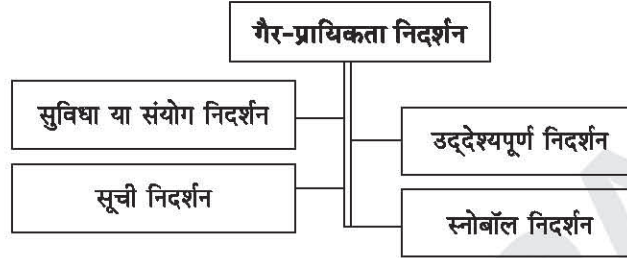 गैर-प्रायिकता निदर्शन
सुविधा या संयोग निदर्शन
उद्देश्यपूर्ण निदर्शन
सूची निदर्शन
स्नोबॉल निदर्शन